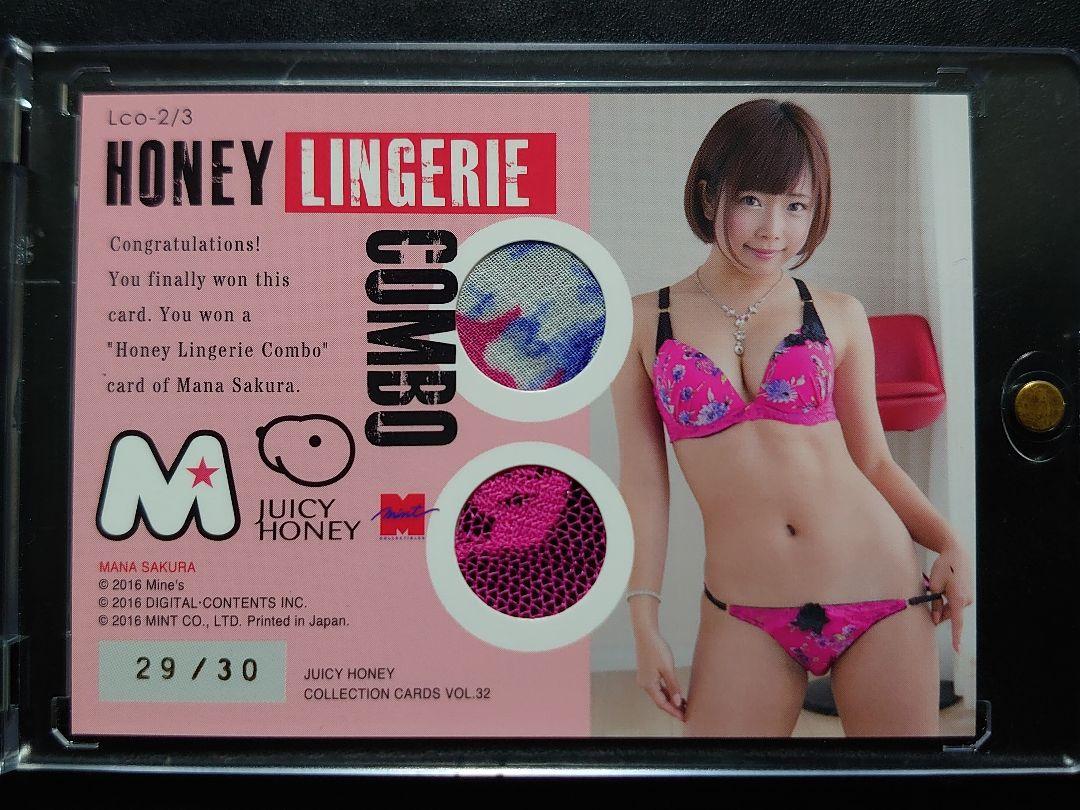 Lco-2/3
HONEY LINGERIE
COMBO
Congratulations!
You finally won this
card. You won a
"Honey Lingerie Combo"
card of Mana Sakura.
M
JUICY
HONEY
M
mint
COLLECTIBLES
MANA SAKURA
© 2016 Mine's
© 2016 DIGITAL·CONTENTS INC.
© 2016 MINT CO., LTD. Printed in Japan.
29/30
JUICY HONEY
COLLECTION CARDS VOL.32